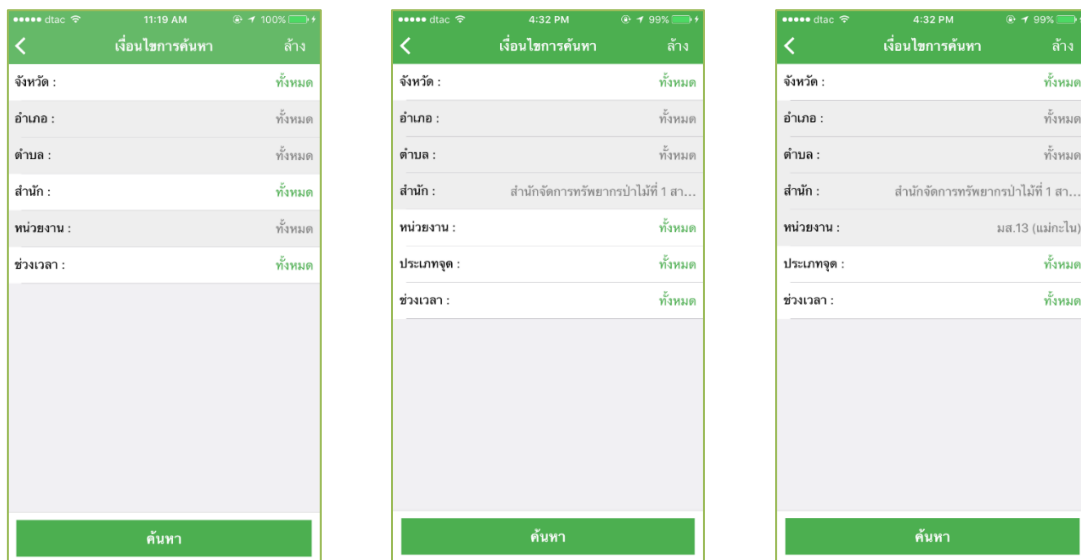 dtac 11:19 AM 100%
เงื่อนไขการค้นหา ล้าง
จังหวัด : ทั้งหมด
อำเภอ : ทั้งหมด
ตำบล : ทั้งหมด
สำนัก : ทั้งหมด
หน่วยงาน : ทั้งหมด
ช่วงเวลา : ทั้งหมด
ค้นหา
dtac 4:32 PM 99%
เงื่อนไขการค้นหา ล้าง
จังหวัด : ทั้งหมด
อำเภอ : ทั้งหมด
ตำบล : ทั้งหมด
สำนัก : สำนักจัดการทรัพยากรป่าไม้ที่ 1 สา...
หน่วยงาน : ทั้งหมด
ประเภทจุด : ทั้งหมด
ช่วงเวลา : ทั้งหมด
ค้นหา
dtac 4:32 PM 99%
เงื่อนไขการค้นหา ล้าง
จังหวัด : ทั้งหมด
อำเภอ : ทั้งหมด
ตำบล : ทั้งหมด
สำนัก : สำนักจัดการทรัพยากรป่าไม้ที่ 1 สา...
หน่วยงาน : มส.13 (แม่กะไน)
ประเภทจุด : ทั้งหมด
ช่วงเวลา : ทั้งหมด
ค้นหา